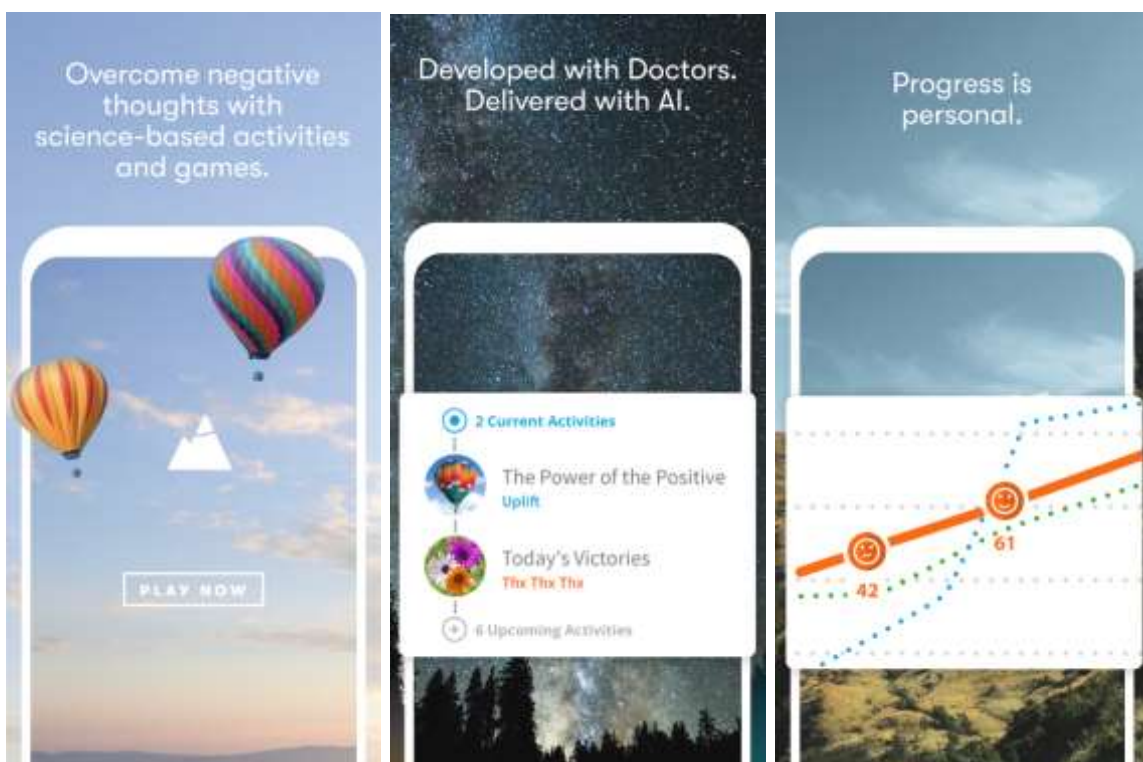 Overcome negative
thoughts with
science-based activities
and games.
PLAY NOW
Developed with Doctors.
Delivered with AI.
2 Current Activities
The Power of the Positive
Uplift
Today's Victories
Thx Thx Thx
6 Upcoming Activities
Progress is
personal.
61
42